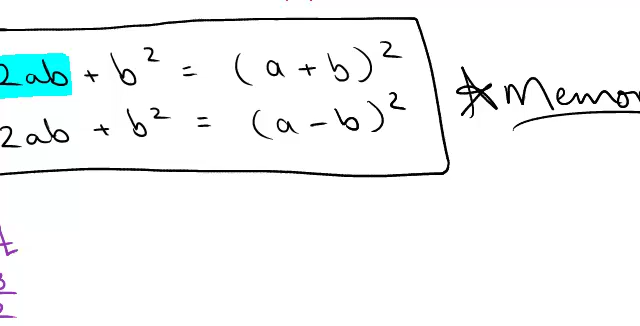 2ab + b² = (a + b)²
2ab + b² = (a - b)²
★Memor